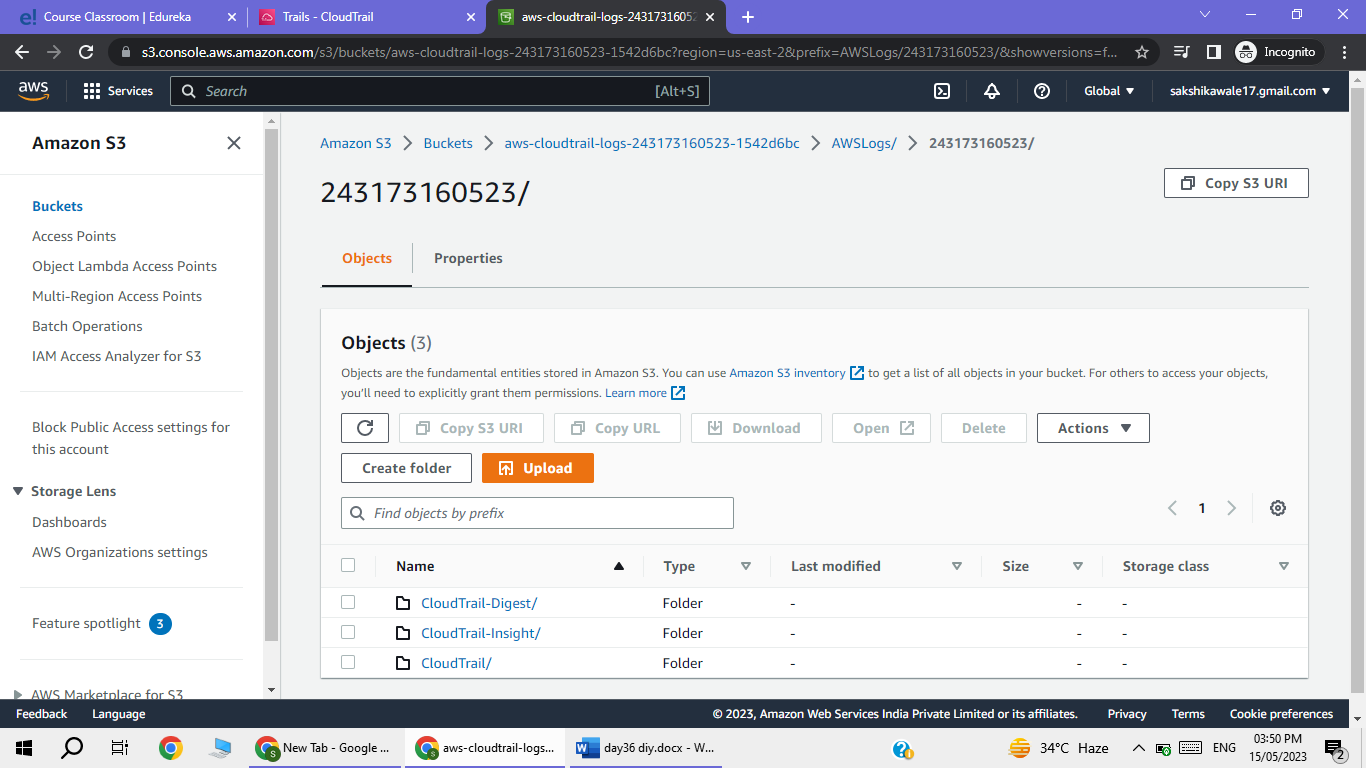 Course Classroom | Edureka
Trails - CloudTrail
aws-cloudtrail-logs-24317316052
s3.console.aws.amazon.com/s3/buckets/aws-cloudtrail-logs-243173160523-1542d6bc?region=us-east-2&prefix=AWSLogs/243173160523/&showversions=f...
Incognito
aws
Services
Search
[Alt+S]
Global
sakshikawale17.gmail.com
Amazon S3
Buckets
Access Points
Object Lambda Access Points
Multi-Region Access Points
Batch Operations
IAM Access Analyzer for S3
Block Public Access settings for
this account
Storage Lens
Dashboards
AWS Organizations settings
Feature spotlight 3
AWS Marketplace for S3
Amazon S3 > Buckets > aws-cloudtrail-logs-243173160523-1542d6bc > AWSLogs/ > 243173160523/
243173160523/
Copy S3 URI
Objects
Properties
Objects (3)
Objects are the fundamental entities stored in Amazon S3. You can use Amazon S3 inventory to get a list of all objects in your bucket. For others to access your objects,
you'll need to explicitly grant them permissions. Learn more
Copy S3 URI
Copy URL
Download
Open
Delete
Actions
Create folder
Upload
Find objects by prefix
1
Name Type Last modified Size Storage class
CloudTrail-Digest/ Folder - - -
CloudTrail-Insight/ Folder - - -
CloudTrail/ Folder - - -
Feedback
Language
© 2023, Amazon Web Services India Private Limited or its affiliates.
Privacy
Terms
Cookie preferences
New Tab - Google ...
aws-cloudtrail-logs...
day36 diy.docx - W...
34°C Haze
ENG
03:50 PM
15/05/2023
2